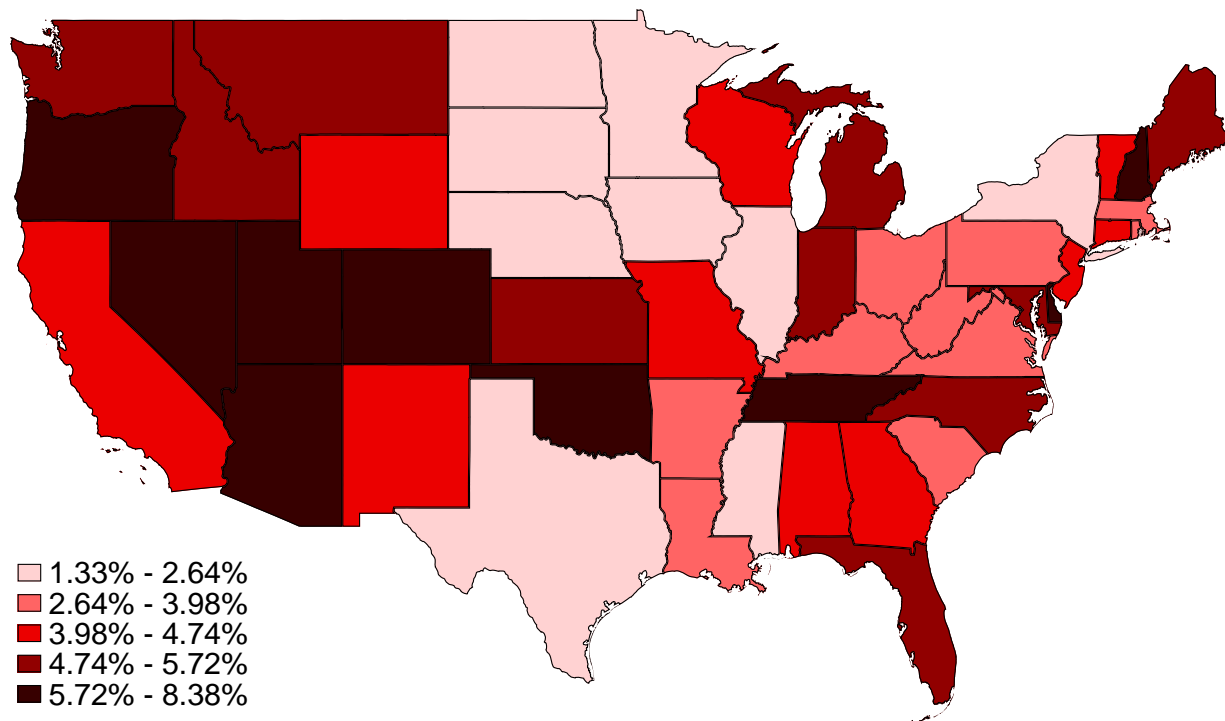 1.33% - 2.64%
2.64% - 3.98%
3.98% - 4.74%
4.74% - 5.72%
5.72% - 8.38%